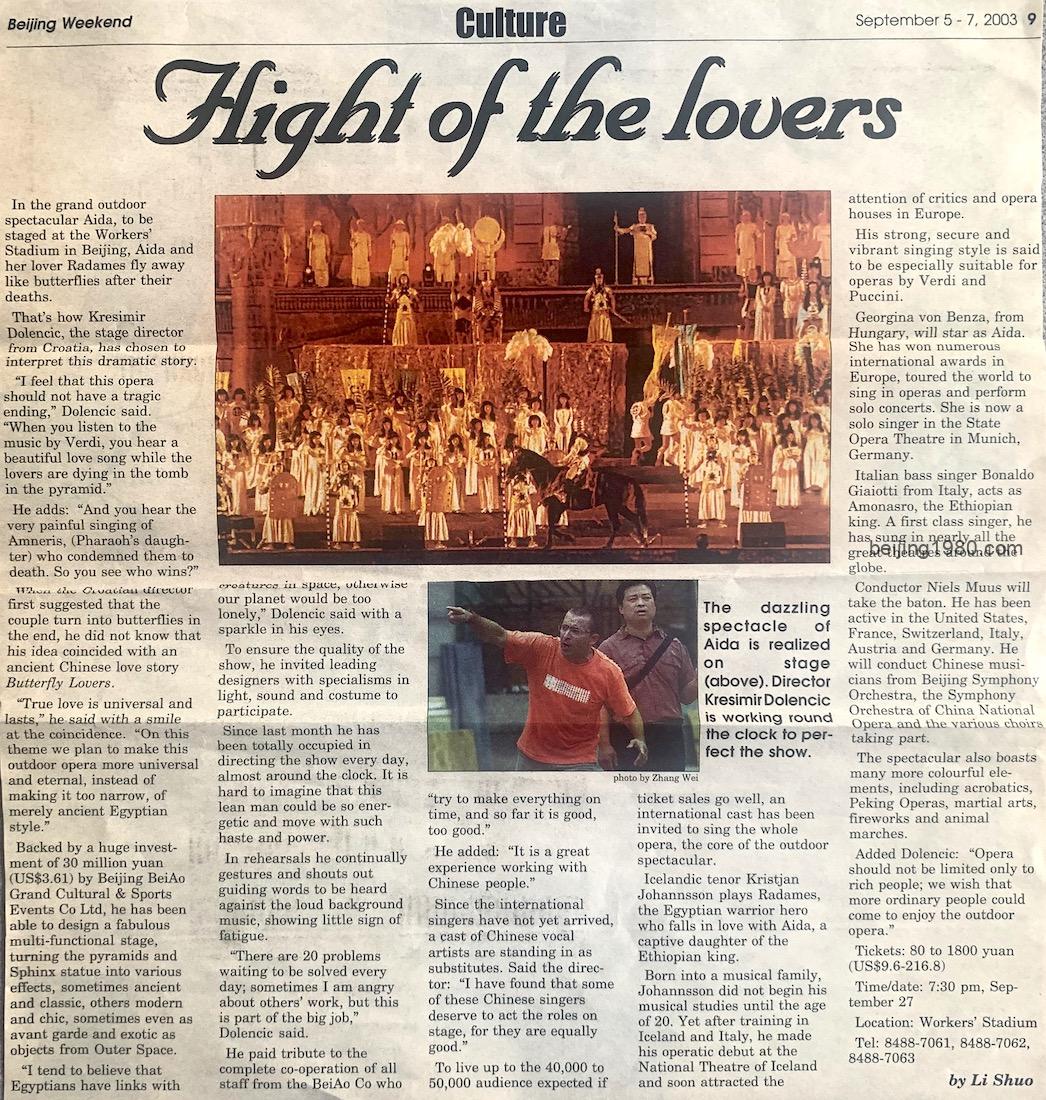 Beijing Weekend
Culture
September 5 - 7, 2003 9
Flight of the lovers
In the grand outdoor
spectacular Aida, to be
staged at the Workers'
Stadium in Beijing, Aida and
her lover Radames fly away
like butterflies after their
deaths.
That's how Kresimir
Dolencic, the stage director
from Croatia, has chosen to
interpret this dramatic story.
"I feel that this opera
should not have a tragic
ending," Dolencic said.
"When you listen to the
music by Verdi, you hear a
beautiful love song while the
lovers are dying in the tomb
in the pyramid."
He adds: "And you hear the
very painful singing of
Amneris, (Pharaoh's daugh-
ter) who condemned them to
death. So you see who wins?"
When the Croatian director
first suggested that the
couple turn into butterflies in
the end, he did not know that
his idea coincided with an
ancient Chinese love story
Butterfly Lovers.
"True love is universal and
lasts," he said with a smile
at the coincidence. "On this
theme we plan to make this
outdoor opera more universal
and eternal, instead of
making it too narrow, of
merely ancient Egyptian
style."
Backed by a huge invest-
ment of 30 million yuan
(US$3.61) by Beijing BeiAo
Grand Cultural & Sports
Events Co Ltd, he has been
able to design a fabulous
multi-functional stage,
turning the pyramids and
Sphinx statue into various
effects, sometimes ancient
and classic, others modern
and chic, sometimes even as
avant garde and exotic as
objects from Outer Space.
"I tend to believe that
Egyptians have links with
creatures in space, otherwise
our planet would be too
lonely," Dolencic said with a
sparkle in his eyes.
To ensure the quality of the
show, he invited leading
designers with specialisms in
light, sound and costume to
participate.
Since last month he has
been totally occupied in
directing the show every day,
almost around the clock. It is
hard to imagine that this
lean man could be so ener-
getic and move with such
haste and power.
In rehearsals he continually
gestures and shouts out
guiding words to be heard
against the loud background
music, showing little sign of
fatigue.
"There are 20 problems
waiting to be solved every
day; sometimes I am angry
about others' work, but this
is part of the big job,"
Dolencic said.
He paid tribute to the
complete co-operation of all
staff from the BeiAo Co who
The dazzling
spectacle of
Aida is realized
on stage
(above). Director
Kresimir Dolencic
is working round
the clock to per-
fect the show.
photo by Zhang Wei
"try to make everything on
time, and so far it is good,
too good."
He added: "It is a great
experience working with
Chinese people."
Since the international
singers have not yet arrived,
a cast of Chinese vocal
artists are standing in as
substitutes. Said the direc-
tor: "I have found that some
of these Chinese singers
deserve to act the roles on
stage, for they are equally
good."
To live up to the 40,000 to
50,000 audience expected if
ticket sales go well, an
international cast has been
invited to sing the whole
opera, the core of the outdoor
spectacular.
Icelandic tenor Kristjan
Johannsson plays Radames,
the Egyptian warrior hero
who falls in love with Aida, a
captive daughter of the
Ethiopian king.
Born into a musical family,
Johannsson did not begin his
musical studies until the age
of 20. Yet after training in
Iceland and Italy, he made
his operatic debut at the
National Theatre of Iceland
and soon attracted the
attention of critics and opera
houses in Europe.
His strong, secure and
vibrant singing style is said
to be especially suitable for
operas by Verdi and
Puccini.
Georgina von Benza, from
Hungary, will star as Aida.
She has won numerous
international awards in
Europe, toured the world to
sing in operas and perform
solo concerts. She is now a
solo singer in the State
Opera Theatre in Munich,
Germany.
Italian bass singer Bonaldo
Giaiotti from Italy, acts as
Amonasro, the Ethiopian
king. A first class singer, he
has sung in nearly all the
great theatres around the
globe.
beijing1980.com
Conductor Niels Muus will
take the baton. He has been
active in the United States,
France, Switzerland, Italy,
Austria and Germany. He
will conduct Chinese musi-
cians from Beijing Symphony
Orchestra, the Symphony
Orchestra of China National
Opera and the various choirs
taking part.
The spectacular also boasts
many more colourful ele-
ments, including acrobatics,
Peking Operas, martial arts,
fireworks and animal
marches.
Added Dolencic: "Opera
should not be limited only to
rich people; we wish that
more ordinary people could
come to enjoy the outdoor
opera."
Tickets: 80 to 1800 yuan
(US$9.6-216.8)
Time/date: 7:30 pm, Sep-
tember 27
Location: Workers' Stadium
Tel: 8488-7061, 8488-7062,
8488-7063
by Li Shuo